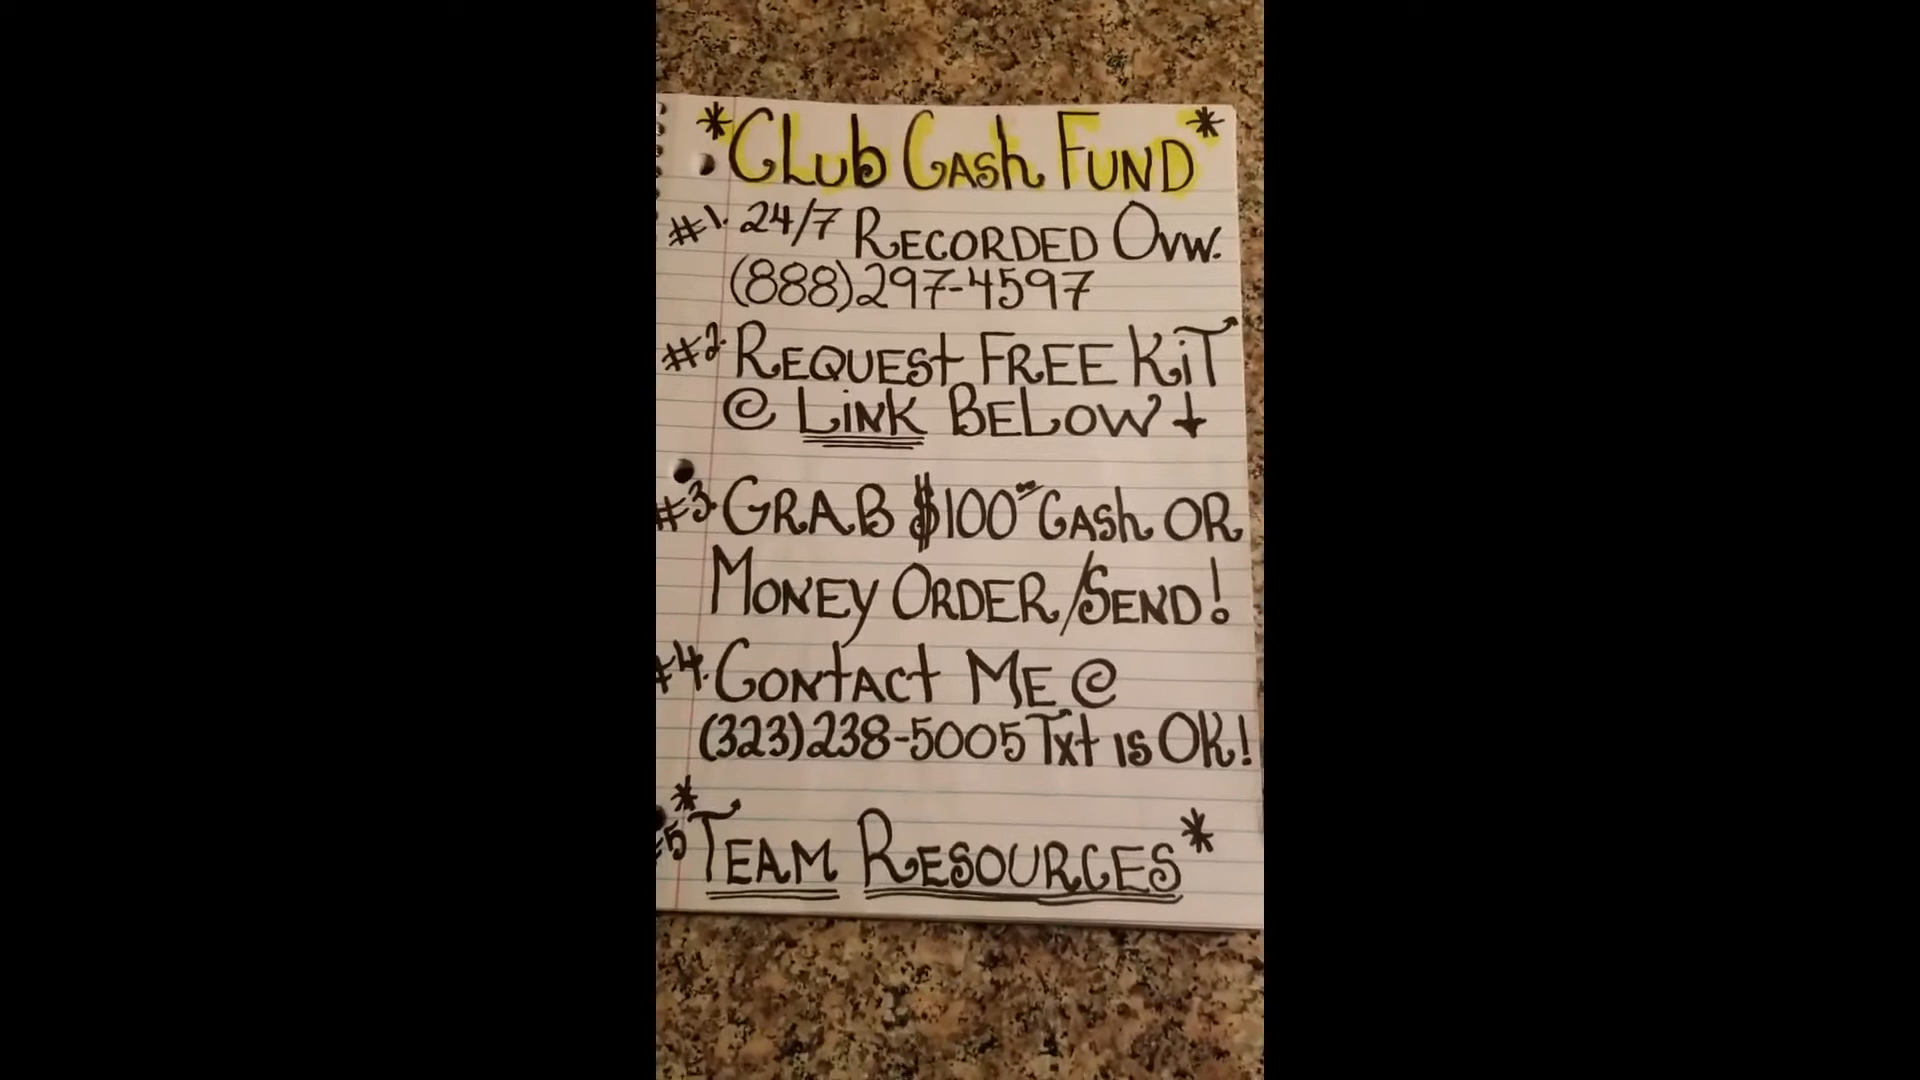 *CLub CAsh FUND*
#1. 24/7 RECORDED Ovw.
(888)297-4597
#2. REQUESt FREE KiT
@ LiNK BELOW ↓
#3. GRAB $100 CAsh OR
MONEY ORDER/SEND!
#4. CONtAct ME @
(323)238-5005 Txt is OK!
*
#5 TEAM RESOURCES*